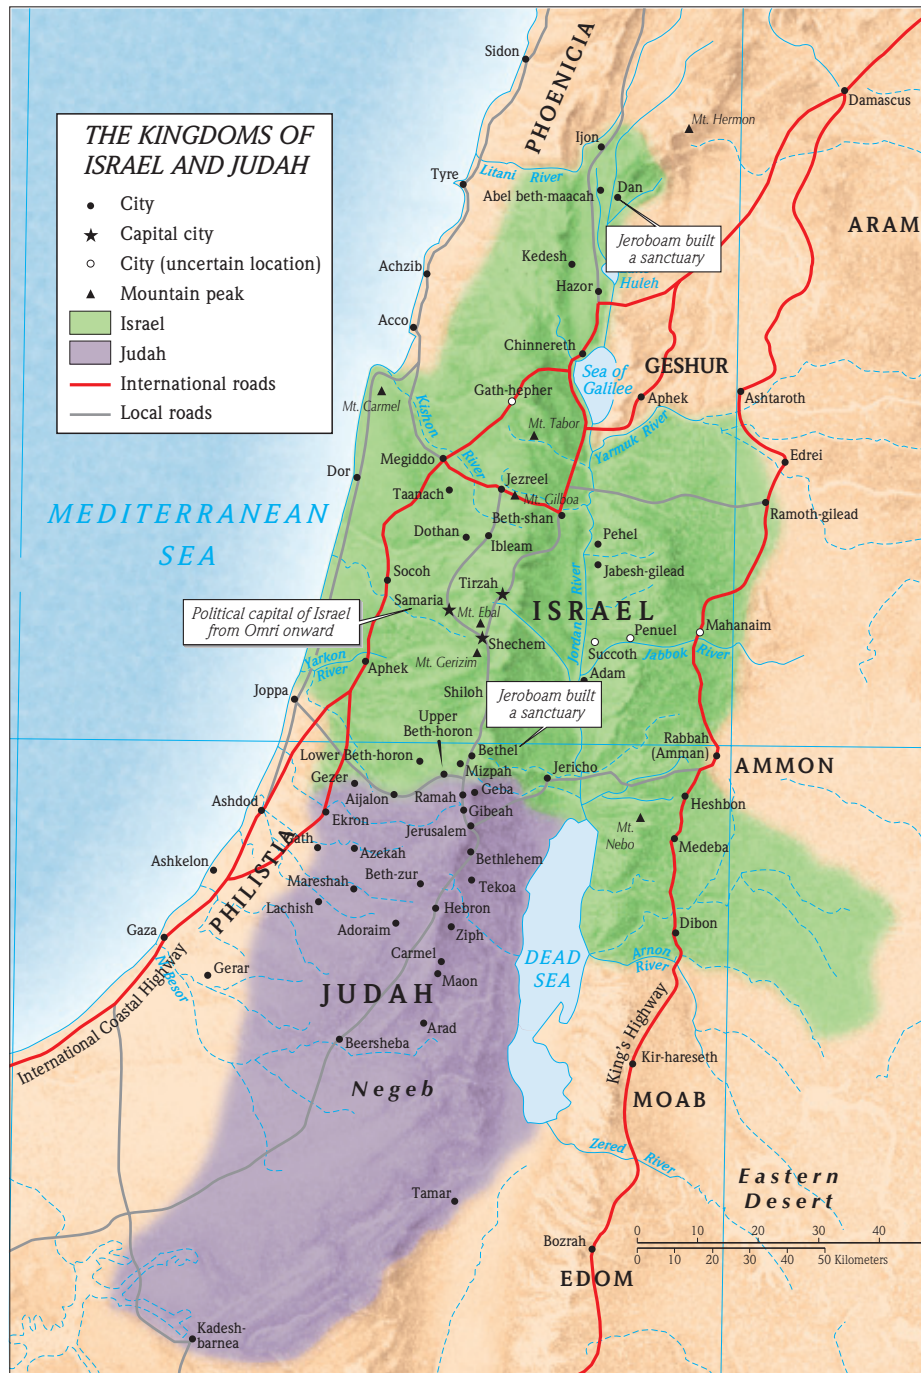 THE KINGDOMS OF
ISRAEL AND JUDAH
City
Capital city
City (uncertain location)
Mountain peak
Israel
Judah
International roads
Local roads
Sidon
PHOENICIA
Damascus
Mt. Hermon
Ijon
Litani River
Tyre
Dan
Abel beth-maacah
ARAM
Jeroboam built
a sanctuary
Kedesh
Achzib
Huleh
Hazor
Acco
Chinnereth
Sea of
Galilee
GESHUR
Gath-hepher
Mt. Carmel
Kishon
River
Aphek
Ashtaroth
Mt. Tabor
Yarmuk River
Megiddo
Edrei
Dor
Jezreel
Taanach
Mt. Gilboa
MEDITERRANEAN
SEA
Beth-shan
Ramoth-gilead
Dothan
Ibleam
Pehel
Jabesh-gilead
Socoh
Tirzah
Samaria
Mt. Ebal
ISRAEL
Political capital of Israel
from Omri onward
Jordan River
Shechem
Penuel
Mahanaim
Succoth
Jabbok River
Mt. Gerizim
Yarkon
River
Aphek
Adam
Joppa
Shiloh
Jeroboam built
a sanctuary
Upper
Beth-horon
Bethel
Rabbah
(Amman)
AMMON
Lower Beth-horon
Mizpah
Jericho
Gezer
Geba
Aijalon
Ramah
Heshbon
Ashdod
Ekron
Gibeah
Mt.
Nebo
Jerusalem
Medeba
Gath
Azekah
Bethlehem
Ashkelon
PHILISTIA
Beth-zur
Mareshah
Tekoa
Lachish
Hebron
Adoraim
Ziph
Dibon
Gaza
Carmel
DEAD
SEA
Arnon
River
Gerar
N. Besor
Maon
JUDAH
International Coastal Highway
Arad
King's Highway
Beersheba
Kir-hareseth
Negeb
MOAB
Zered River
Eastern
Desert
Tamar
0 10 20 30 40
Bozrah
0 10 20 30 40 50 Kilometers
EDOM
Kadesh-
barnea